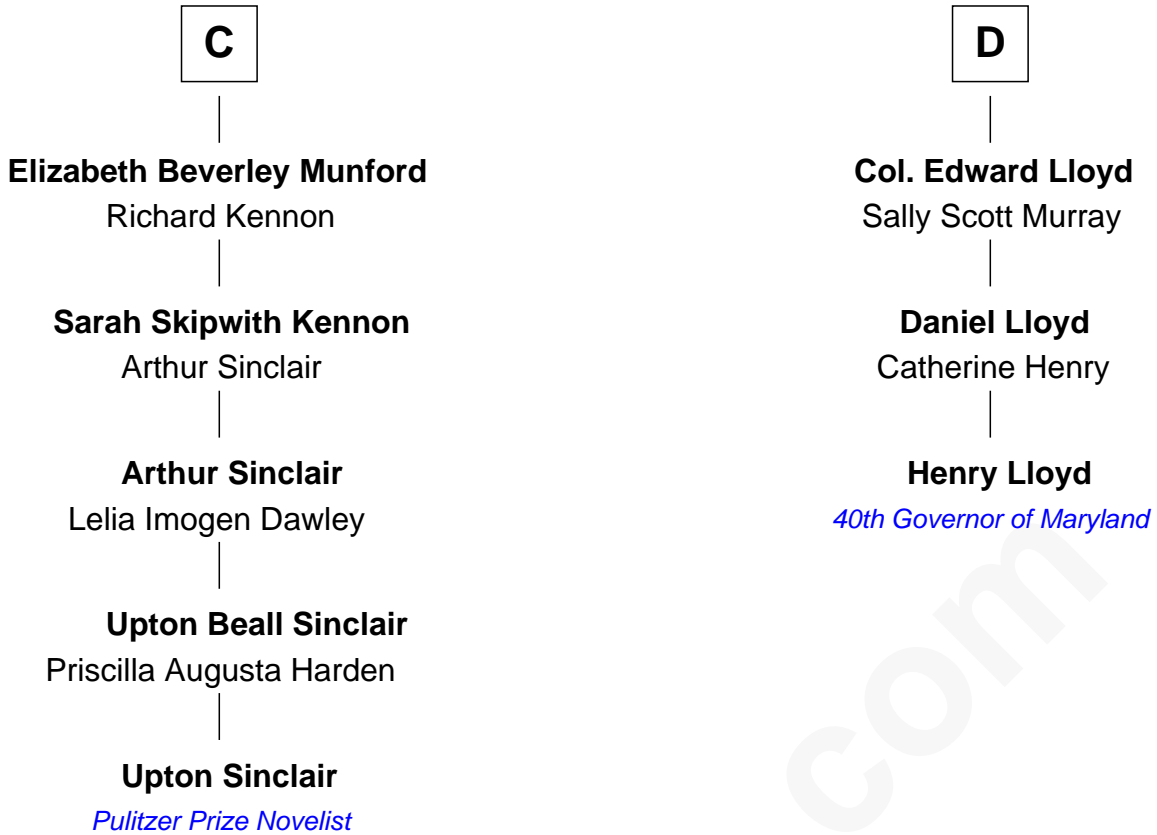 C
Elizabeth Beverley Munford
Richard Kennon
Sarah Skipwith Kennon
Arthur Sinclair
Arthur Sinclair
Lelia Imogen Dawley
Upton Beall Sinclair
Priscilla Augusta Harden
Upton Sinclair
Pulitzer Prize Novelist
D
Col. Edward Lloyd
Sally Scott Murray
Daniel Lloyd
Catherine Henry
Henry Lloyd
40th Governor of Maryland
com